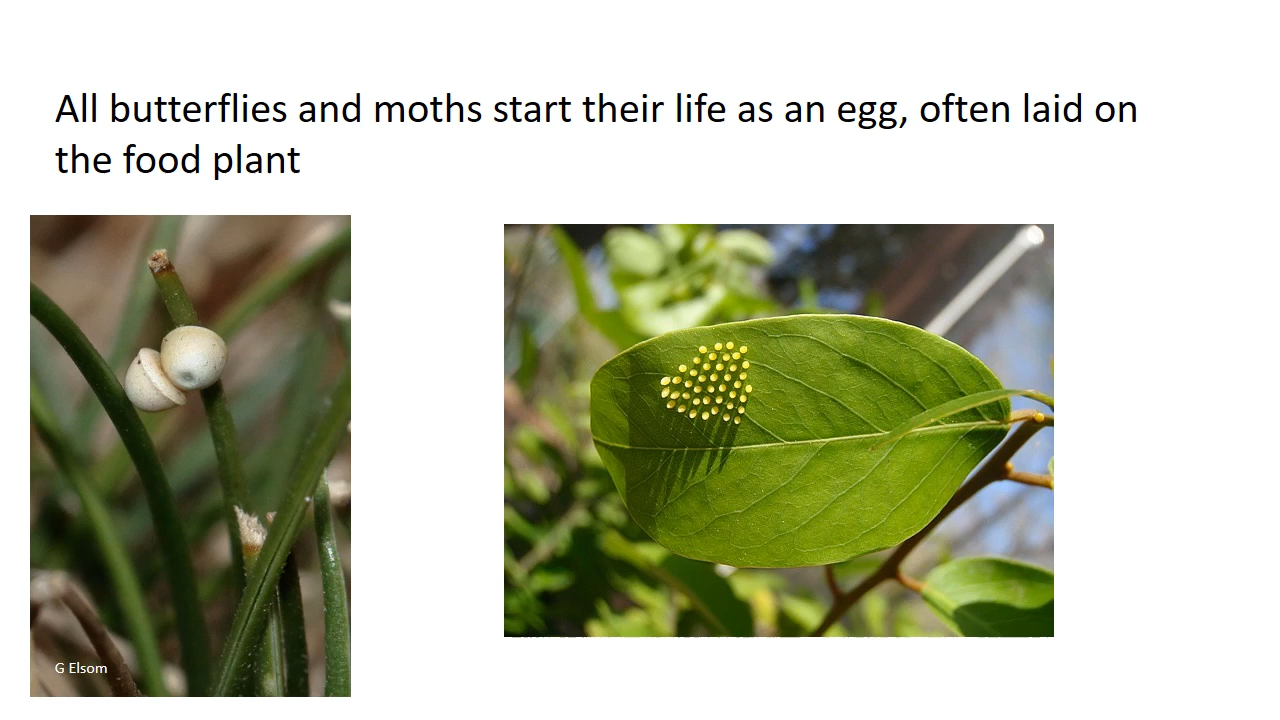 All butterflies and moths start their life as an egg, often laid on
the food plant
G Elsom